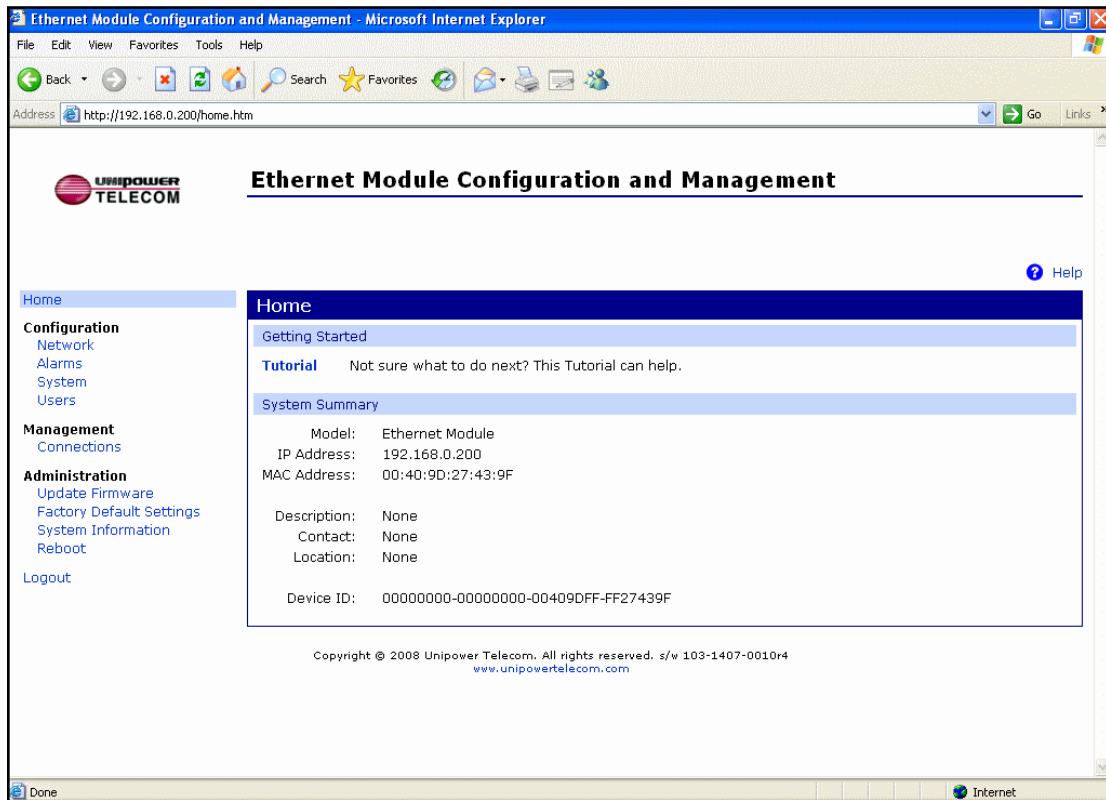 Ethernet Module Configuration and Management - Microsoft Internet Explorer
File Edit View Favorites Tools Help
Back Search Favorites
Address http://192.168.0.200/home.htm Go Links
UNIPOWER
TELECOM
Ethernet Module Configuration and Management
? Help
Home
Configuration
Network
Alarms
System
Users
Management
Connections
Administration
Update Firmware
Factory Default Settings
System Information
Reboot
Logout
Home
Getting Started
Tutorial Not sure what to do next? This Tutorial can help.
System Summary
Model: Ethernet Module
IP Address: 192.168.0.200
MAC Address: 00:40:9D:27:43:9F
Description: None
Contact: None
Location: None
Device ID: 00000000-00000000-00409DFF-FF27439F
Copyright © 2008 Unipower Telecom. All rights reserved. s/w 103-1407-0010r4
www.unipowertelecom.com
Done Internet